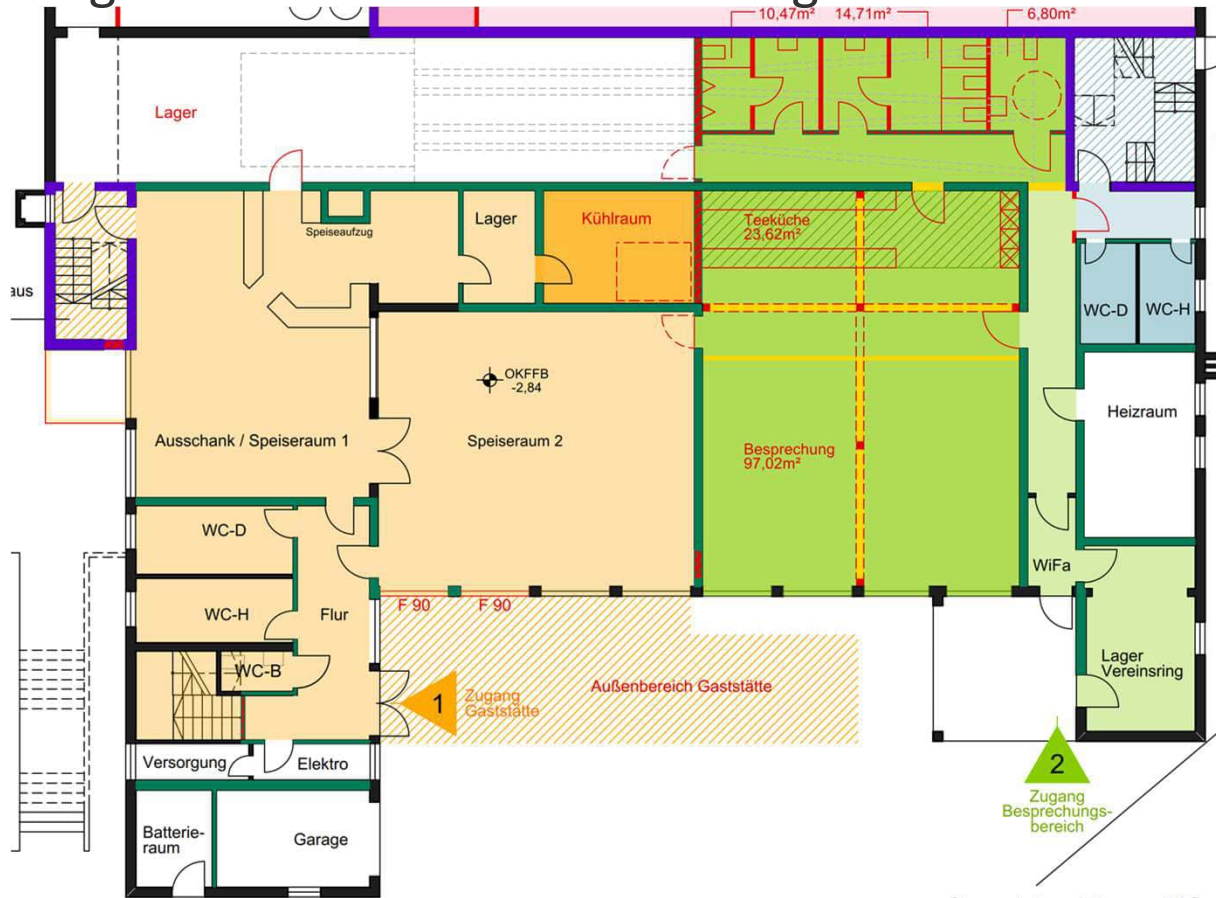 10,47m² 14,71m² 6,80m²
Lager
Speiseaufzug
Lager
Kühlraum
Teeküche
23,62m²
aus
WC-D
WC-H
OKFFB
-2,84
Heizraum
Ausschank / Speiseraum 1
Speiseraum 2
Besprechung
97,02m²
WC-D
WiFa
WC-H
Flur
F 90
F 90
WC-B
Lager
Vereinsring
Außenbereich Gaststätte
1
Zugang
Gaststätte
Versorgung
Elektro
2
Zugang
Besprechungs-
bereich
Batterie-
raum
Garage